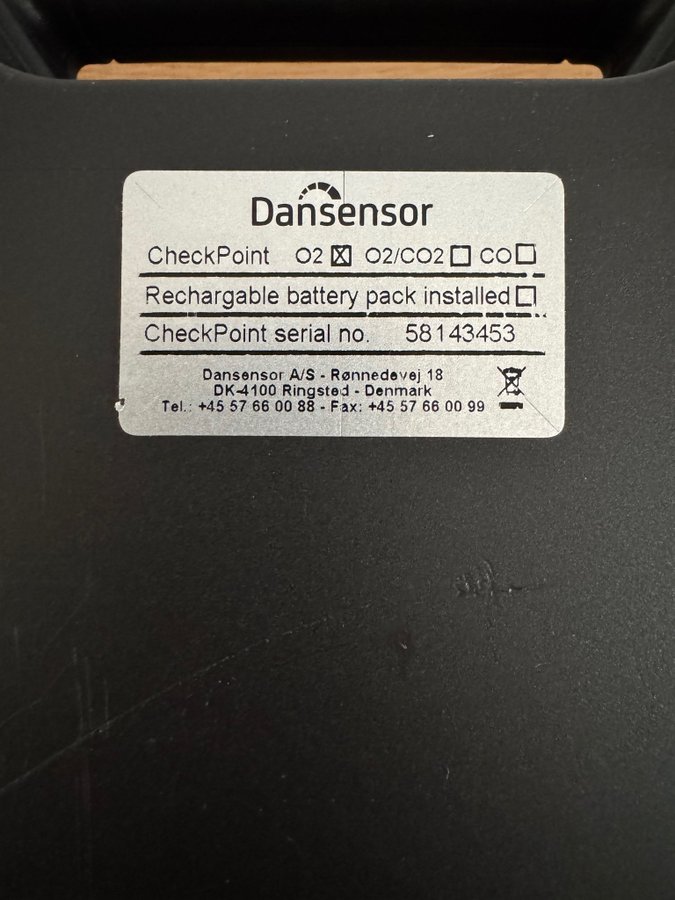 Dansensor
CheckPoint O2 ☒ O2/CO2 ☐ CO ☐
Rechargable battery pack installed ☐
CheckPoint serial no. 58143453
Dansensor A/S - Rønnedevej 18
DK-4100 Ringsted - Denmark
Tel.: +45 57 66 00 88 - Fax: +45 57 66 00 99